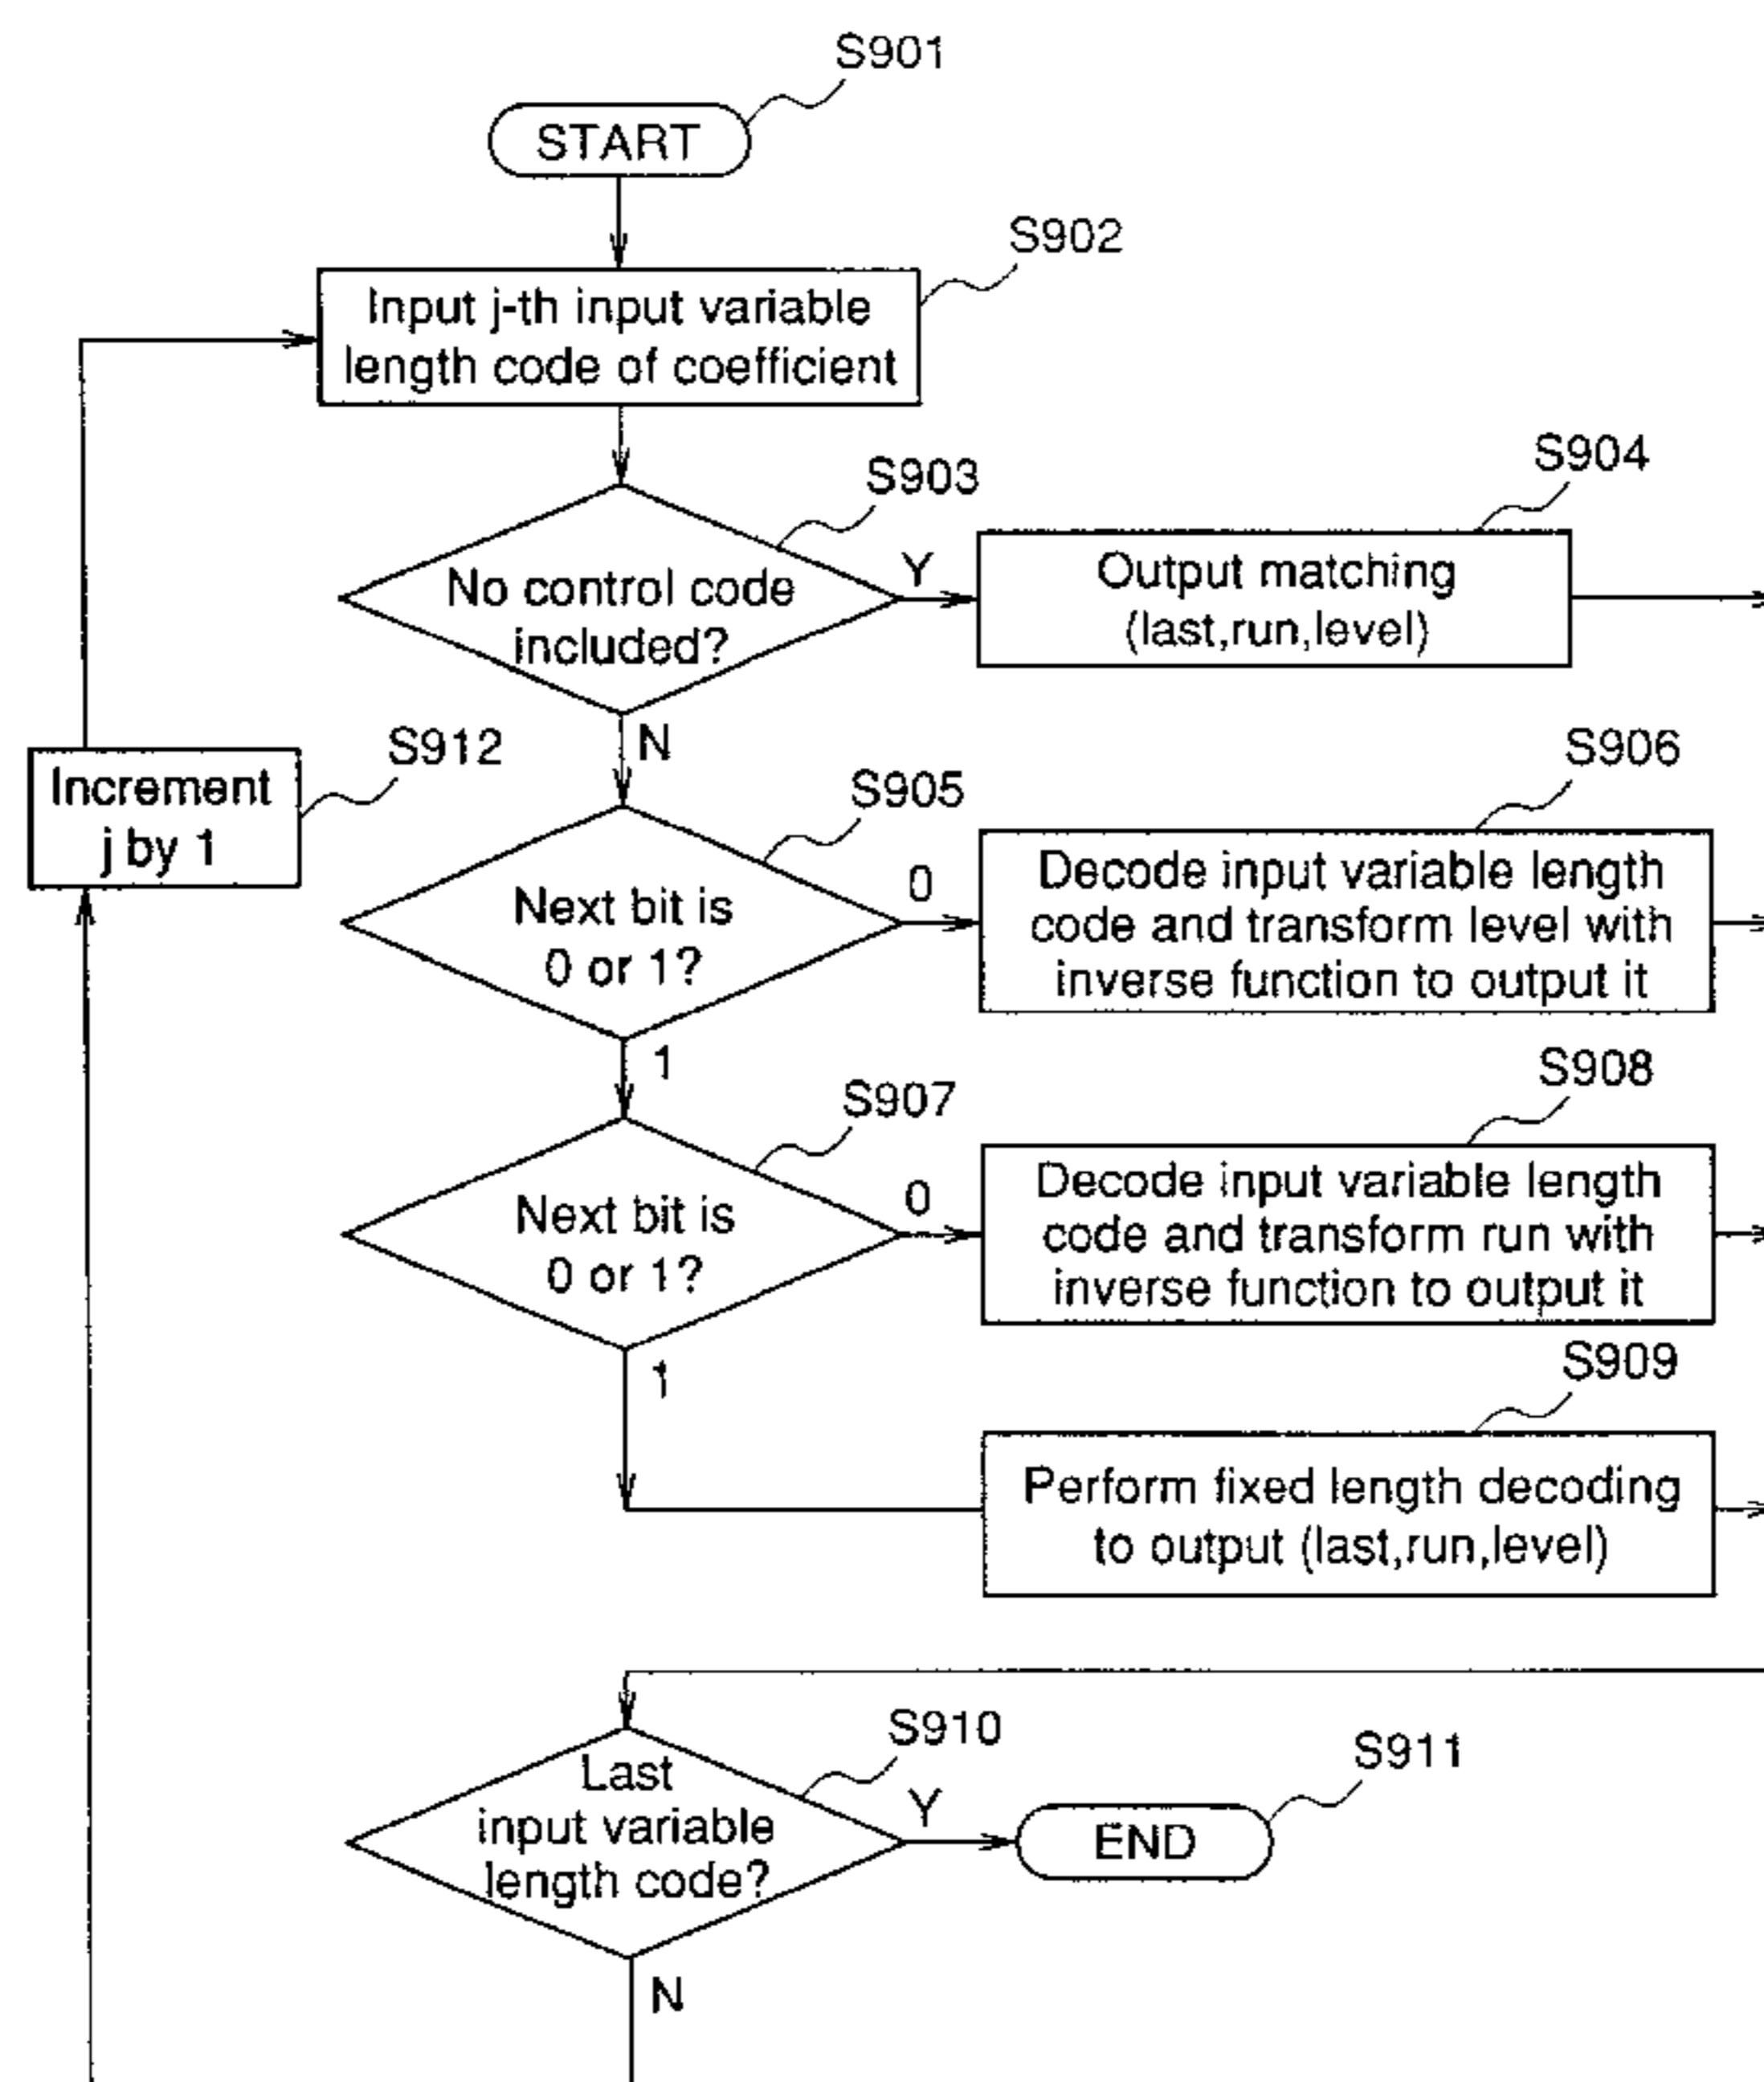 S901
START
S902
Input j-th input variable
length code of coefficient
S903
No control code
included?
Y
S904
Output matching
(last,run,level)
N
S912
Increment
j by 1
S905
Next bit is
0 or 1?
0
S906
Decode input variable length
code and transform level with
inverse function to output it
1
S907
Next bit is
0 or 1?
0
S908
Decode input variable length
code and transform run with
inverse function to output it
1
S909
Perform fixed length decoding
to output (last,run,level)
S910
Last
input variable
length code?
Y
S911
END
N